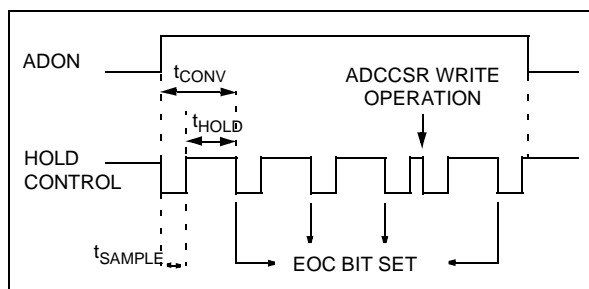 ADON
tCONV
ADCCSR WRITE
OPERATION
tHOLD
HOLD
CONTROL
tSAMPLE
EOC BIT SET